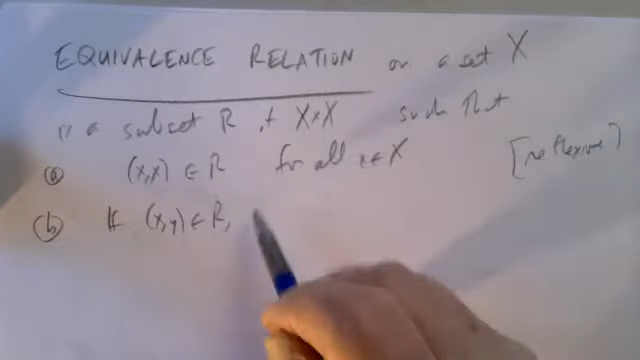 EQUIVALENCE RELATION on a set X
is a subset R of X×X such that
(a) (x,x) ∈ R for all x ∈ X [reflexive]
(b) If (x,y) ∈ R,